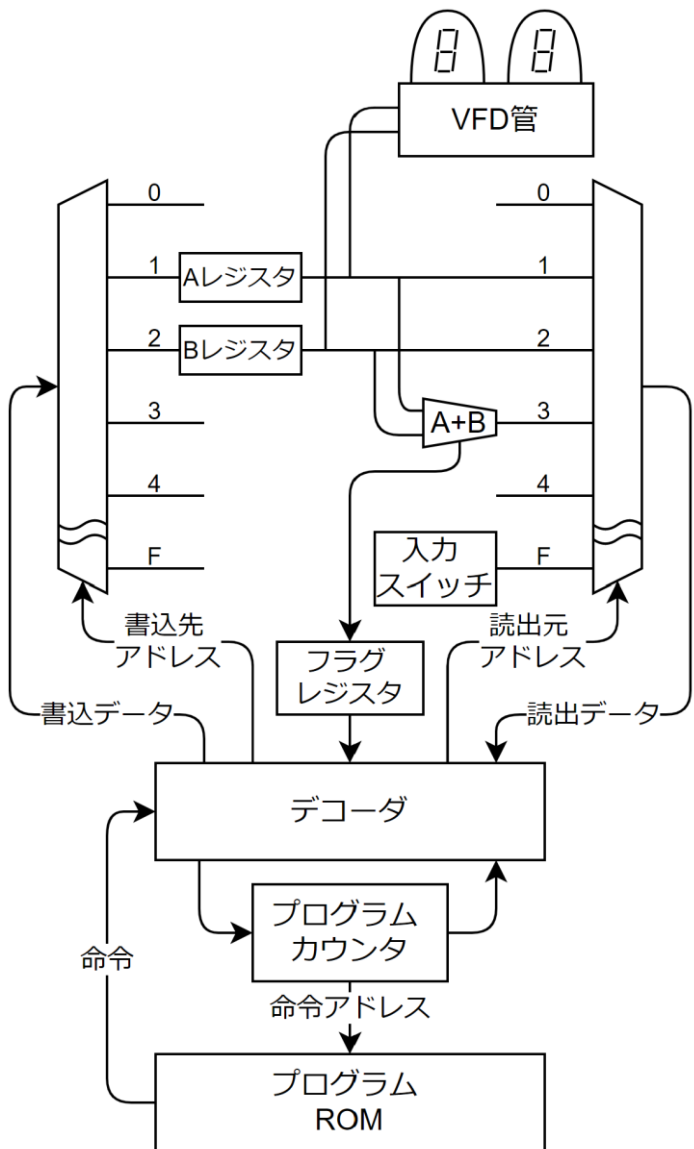 8 8
VFD管
0
0
1
Aレジスタ
1
2
Bレジスタ
2
3
A+B
3
4
4
F
入力
スイッチ
F
書込先
アドレス
読出元
アドレス
フラグ
レジスタ
書込データ
読出データ
デコーダ
プログラム
カウンタ
命令
命令アドレス
プログラム
ROM